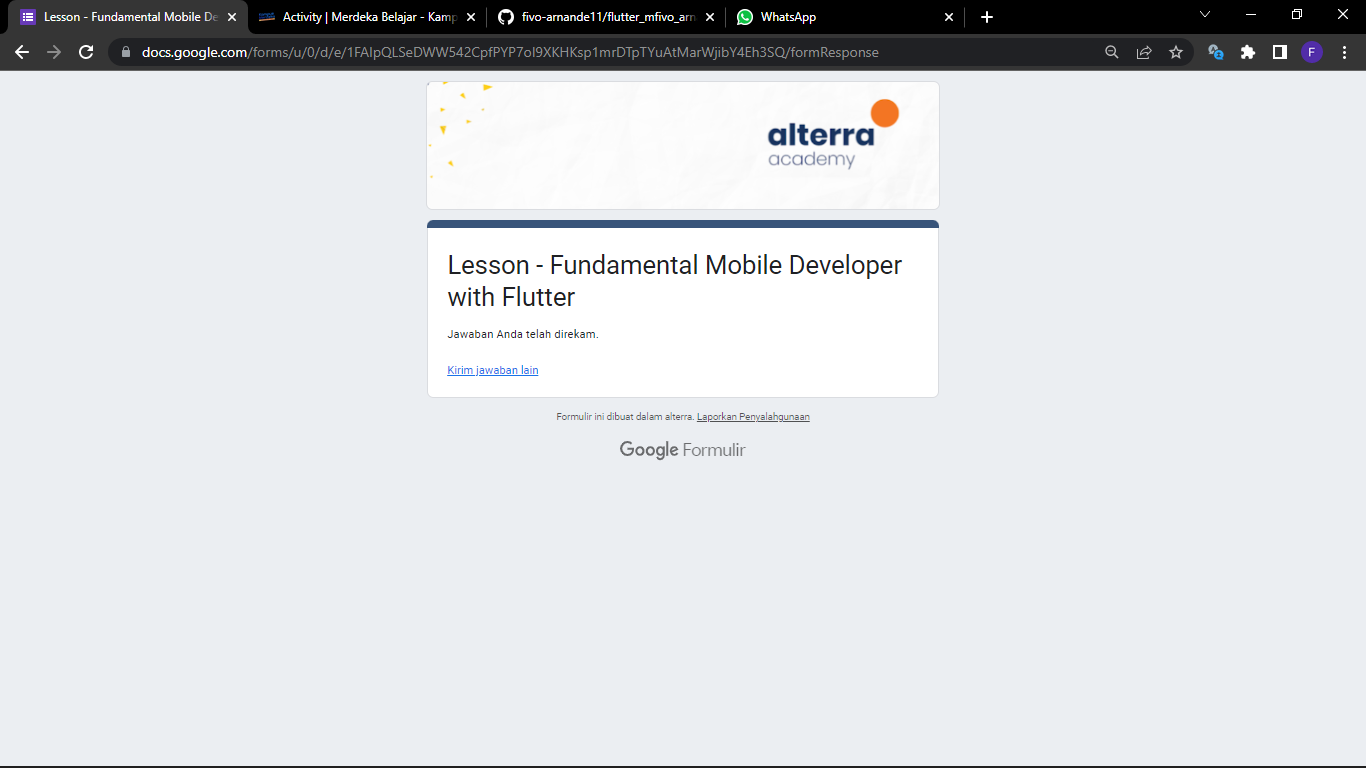 Lesson - Fundamental Mobile De
Activity | Merdeka Belajar - Kamp
fivo-arnande11/flutter_mfivo_arn
WhatsApp
docs.google.com/forms/u/0/d/e/1FAIpQLSeDWW542CpfPYP7oI9XKHKsp1mrDTpTYuAtMarWjibY4Eh3SQ/formResponse
F
alterra
academy
Lesson - Fundamental Mobile Developer
with Flutter
Jawaban Anda telah direkam.
Kirim jawaban lain
Formulir ini dibuat dalam alterra. Laporkan Penyalahgunaan
Google Formulir